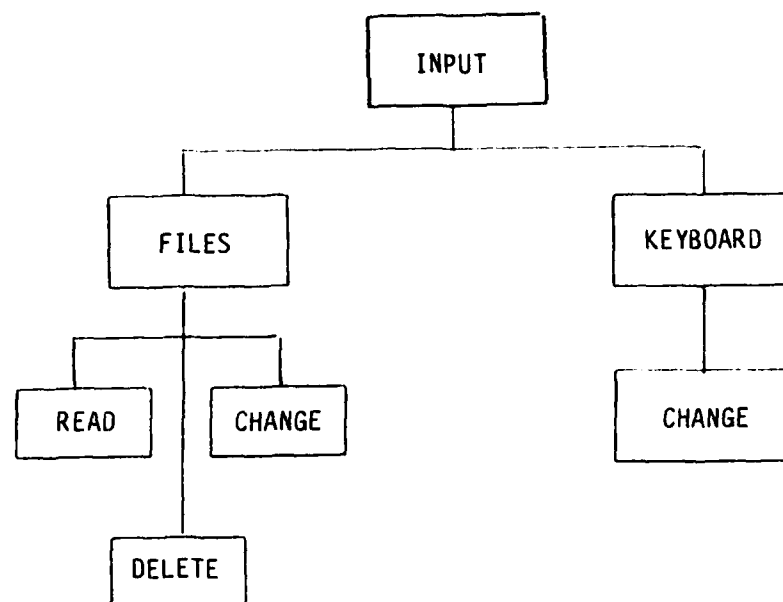 INPUT
FILES
KEYBOARD
READ
CHANGE
CHANGE
DELETE